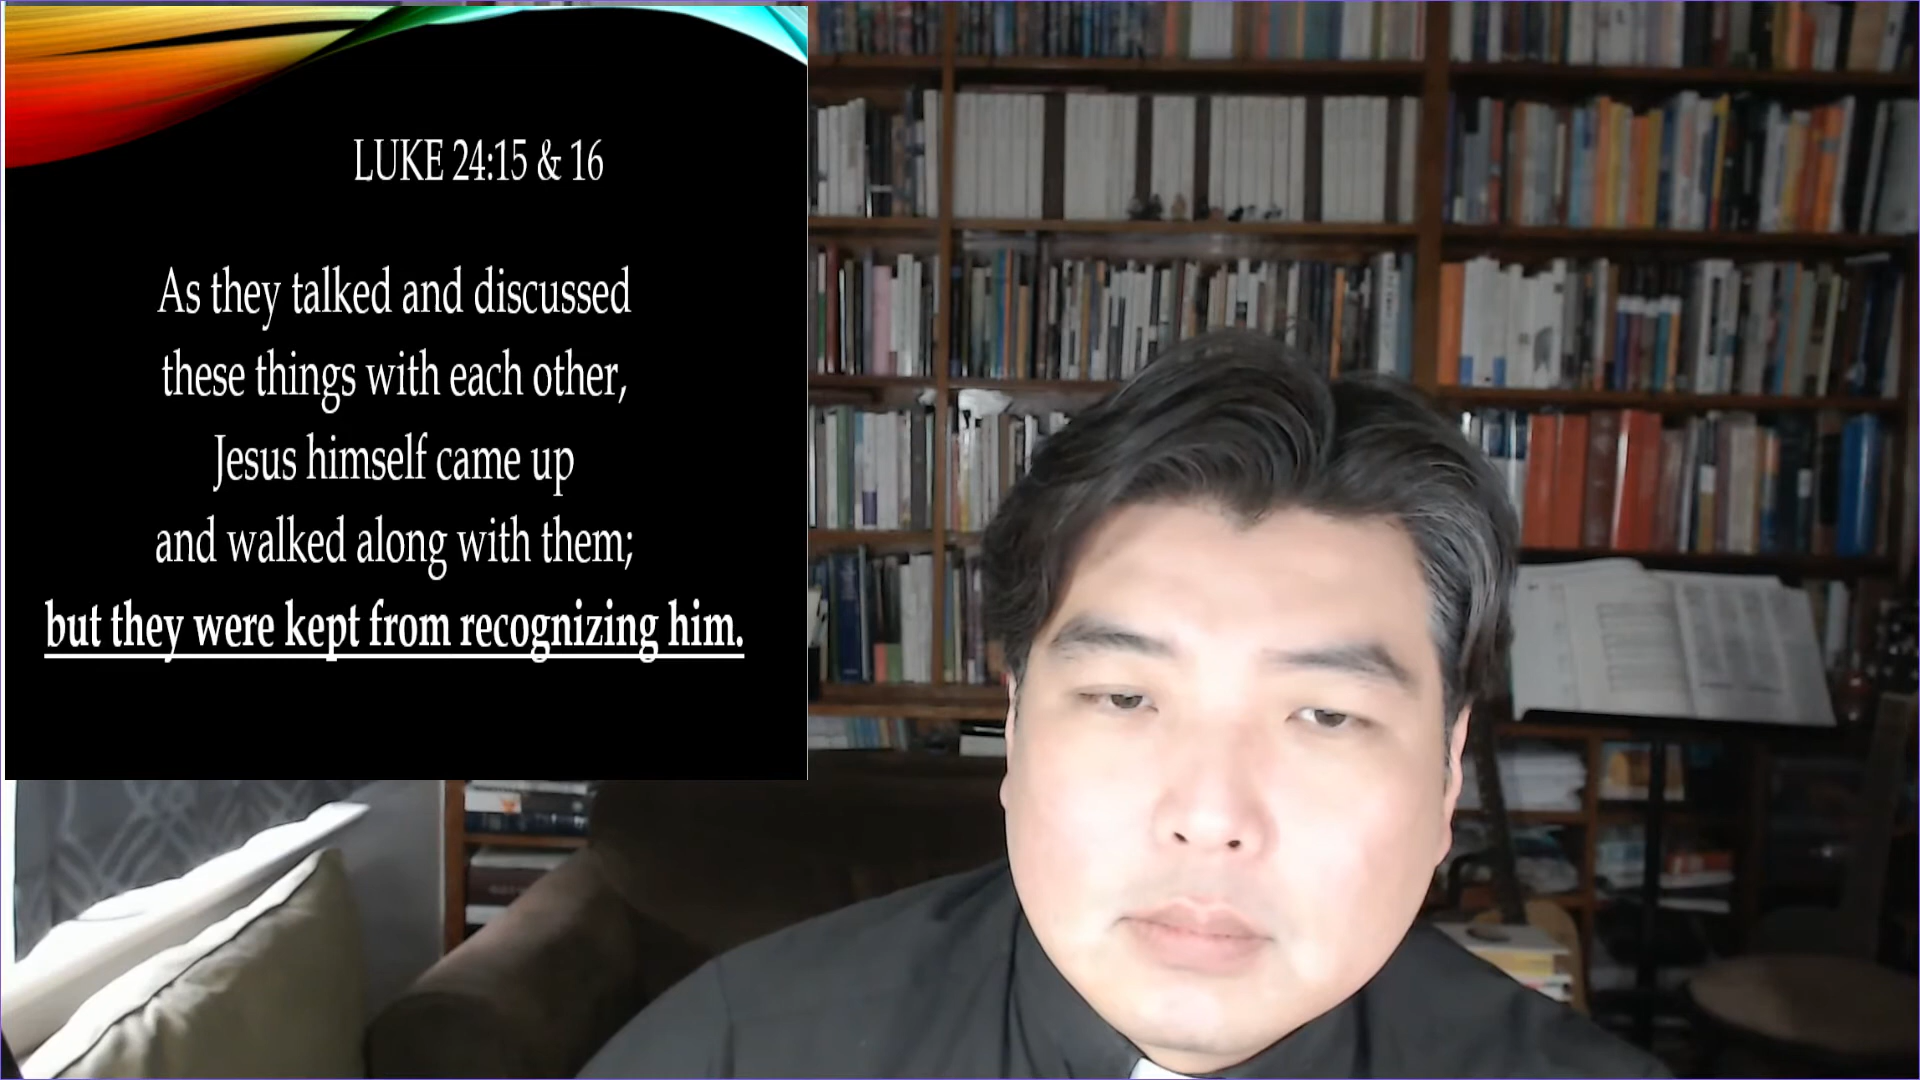 LUKE 24:15 & 16
As they talked and discussed
these things with each other,
Jesus himself came up
and walked along with them;
but they were kept from recognizing him.